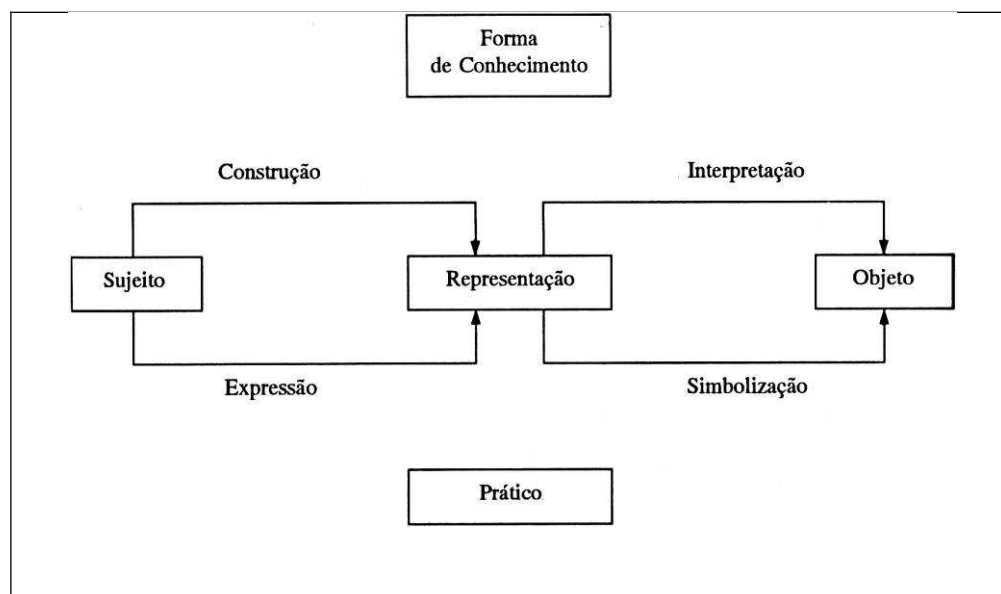 Forma
de Conhecimento
Construção
Interpretação
Sujeito
Representação
Objeto
Expressão
Simbolização
Prático